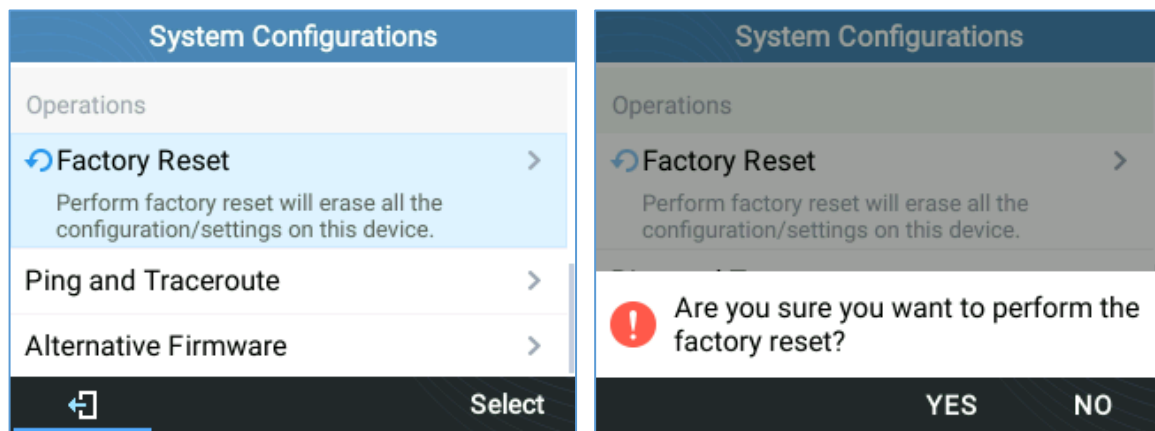 System Configurations
Operations
Factory Reset
Perform factory reset will erase all the
configuration/settings on this device.
Ping and Traceroute
Alternative Firmware
Select
System Configurations
Operations
Factory Reset
Perform factory reset will erase all the
configuration/settings on this device.
Are you sure you want to perform the
factory reset?
YES NO